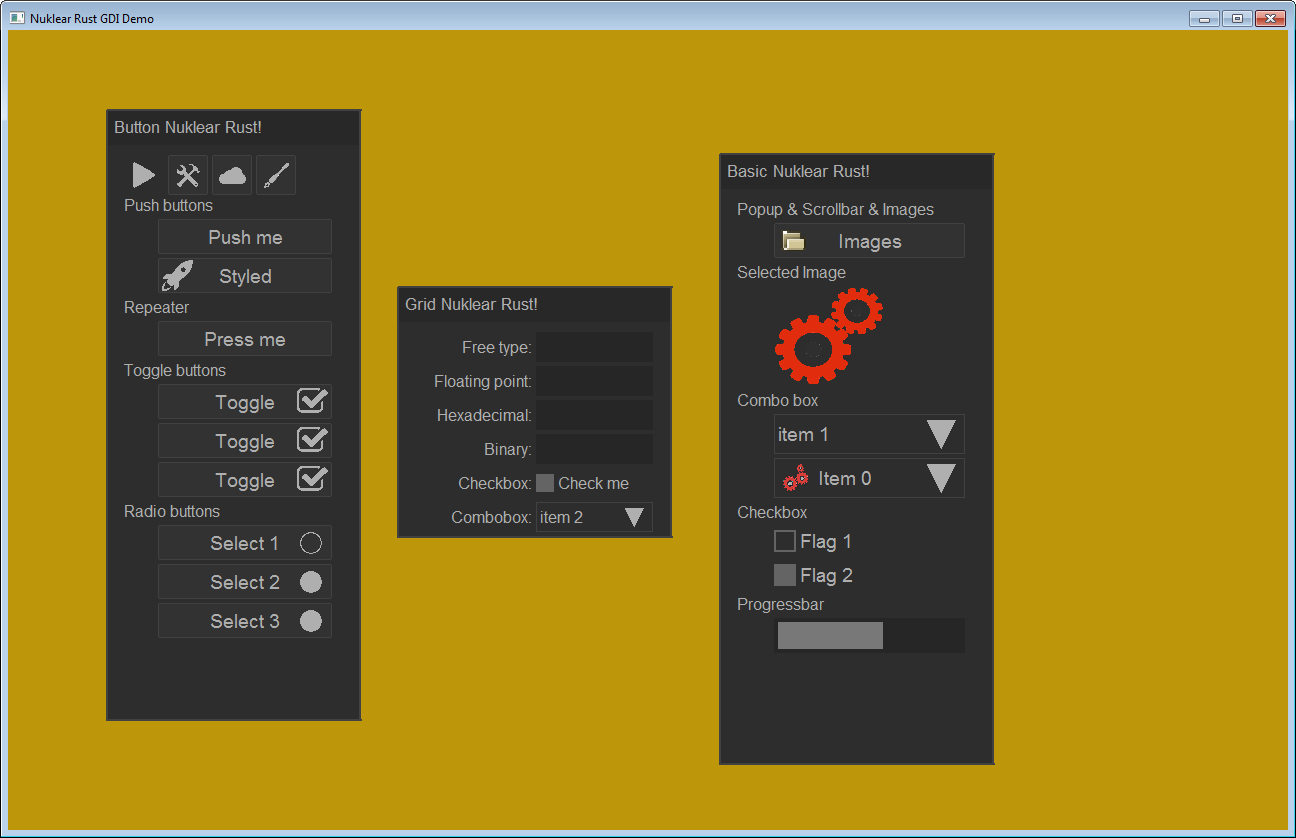 Nuklear Rust GDI Demo
Button Nuklear Rust!
Push buttons
Push me
Styled
Repeater
Press me
Toggle buttons
Toggle
Toggle
Toggle
Radio buttons
Select 1
Select 2
Select 3
Grid Nuklear Rust!
Free type:
Floating point:
Hexadecimal:
Binary:
Checkbox: Check me
Combobox: item 2
Basic Nuklear Rust!
Popup & Scrollbar & Images
Images
Selected Image
Combo box
item 1
Item 0
Checkbox
Flag 1
Flag 2
Progressbar